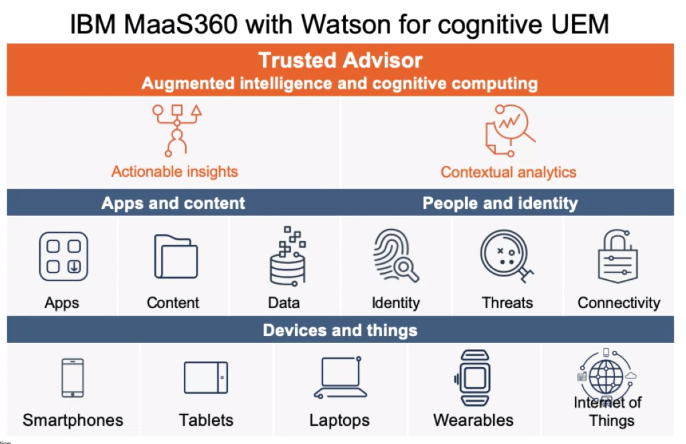 IBM MaaS360 with Watson for cognitive UEM
Trusted Advisor
Augmented intelligence and cognitive computing
Actionable insights
Contextual analytics
Apps and content
People and identity
Apps
Content
Data
Identity
Threats
Connectivity
Devices and things
Smartphones
Tablets
Laptops
Wearables
Internet of
Things